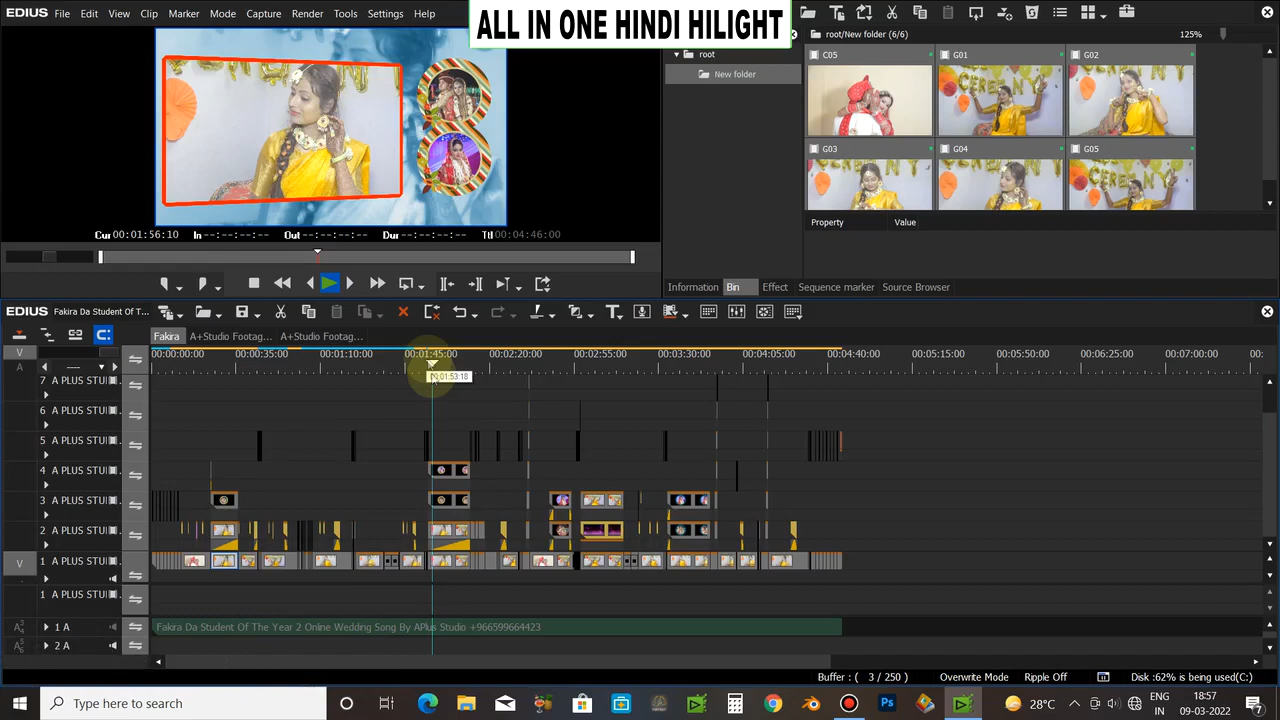 EDIUS File Edit View Clip Marker Mode Capture Render Tools Settings Help
ALL IN ONE HINDI HILIGHT
root/New folder (6/6) 125%
root
New folder
C05 G01 G02
G03 G04 G05
Cur 00:01:56:10 In --:--:--:-- Out --:--:--:-- Dur --:--:--:-- Ttl 00:04:46:00
Property Value
Information Bin Effect Sequence marker Source Browser
EDIUS Fakira Da Student Of T...
Fakira A+Studio Footag... A+Studio Footag...
V
A
00:00:00:00 00:00:35:00 00:01:10:00 00:01:45:00 00:02:20:00 00:02:55:00 00:03:30:00 00:04:05:00 00:04:40:00 00:05:15:00 00:05:50:00 00:06:25:00 00:07:00:00 00:
00:01:53:18
7 A PLUS STUI
6 A PLUS STUI
5 A PLUS STUI
4 A PLUS STUI
3 A PLUS STUI
2 A PLUS STUI
V 1 A PLUS STUI
1 A PLUS STUI
1 A Fakira Da Student Of The Year 2 Online Wedding Song By APlus Studio +966599664423
2 A
Buffer : ( 3 / 250 ) Overwrite Mode Ripple Off Disk :62% is being used(C:)
Type here to search
28°C
ENG
IN
18:57
09-03-2022